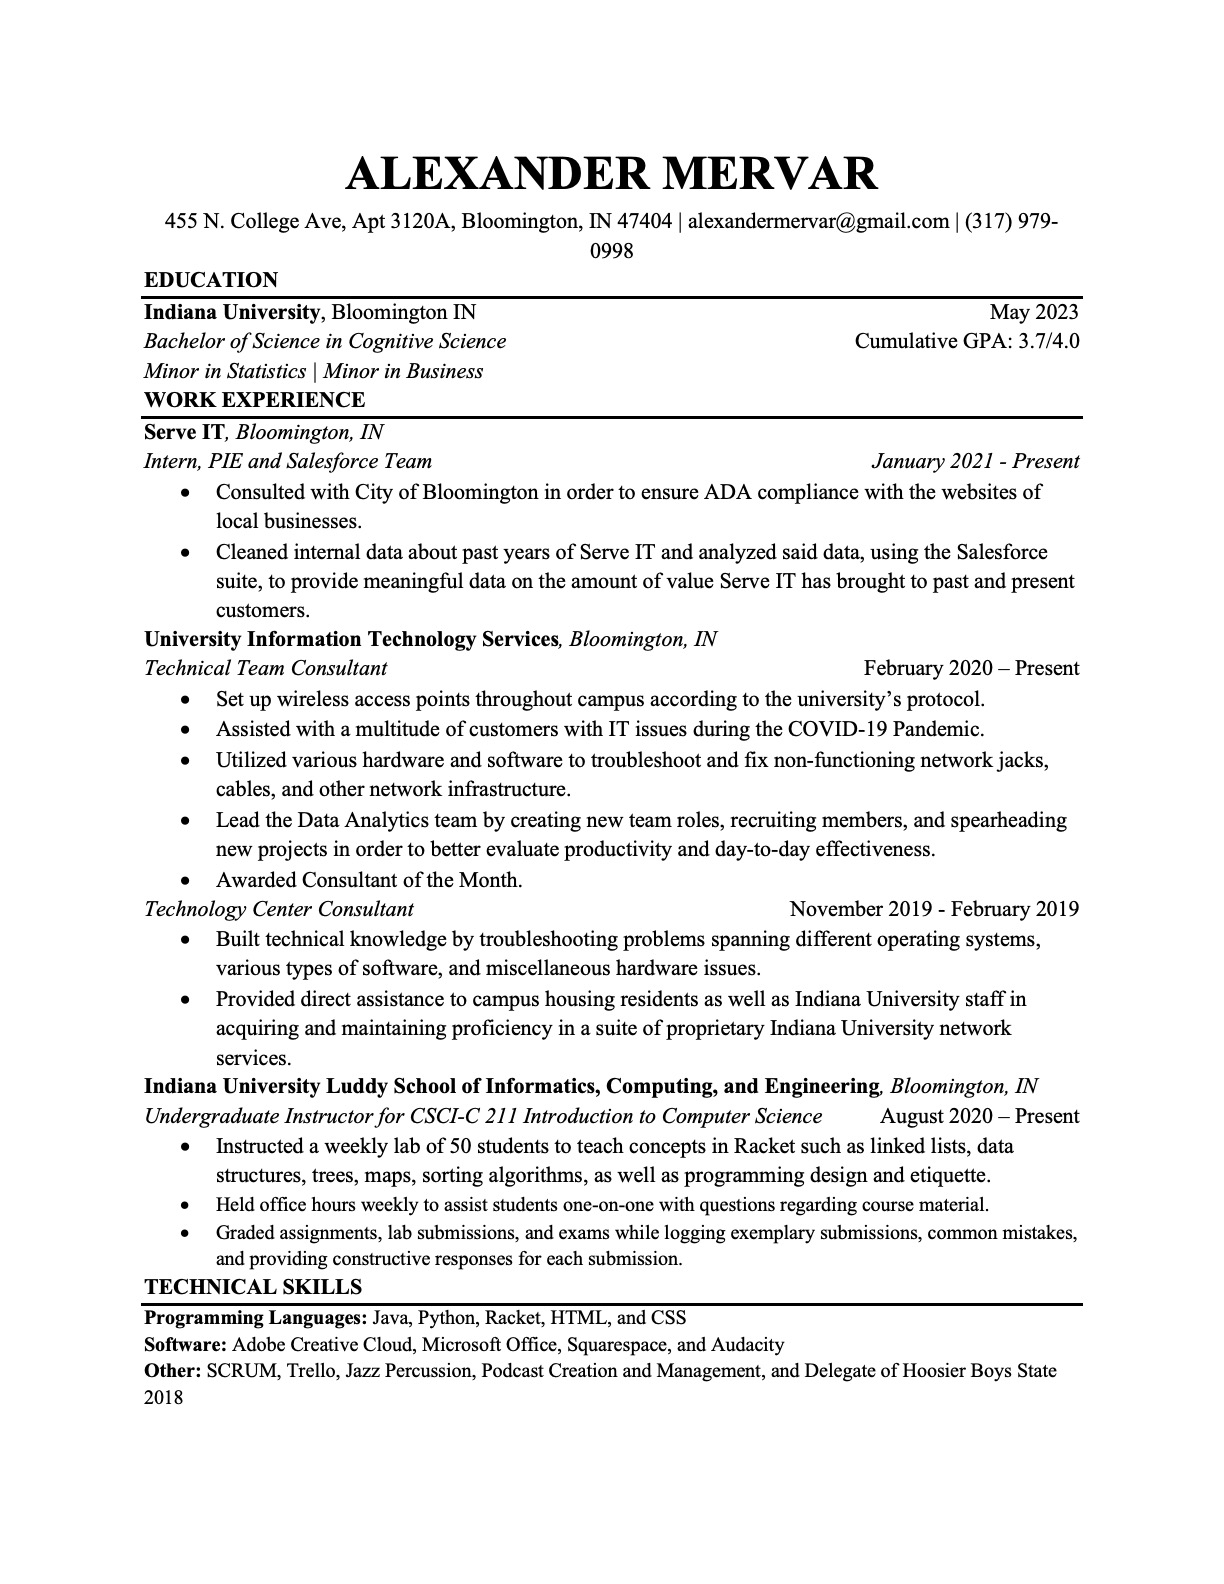 ALEXANDER MERVAR
455 N. College Ave, Apt 3120A, Bloomington, IN 47404 | alexandermervar@gmail.com | (317) 979-
0998
EDUCATION
Indiana University, Bloomington IN May 2023
Bachelor of Science in Cognitive Science Cumulative GPA: 3.7/4.0
Minor in Statistics | Minor in Business
WORK EXPERIENCE
Serve IT, Bloomington, IN
Intern, PIE and Salesforce Team January 2021 - Present
• Consulted with City of Bloomington in order to ensure ADA compliance with the websites of
local businesses.
• Cleaned internal data about past years of Serve IT and analyzed said data, using the Salesforce
suite, to provide meaningful data on the amount of value Serve IT has brought to past and present
customers.
University Information Technology Services, Bloomington, IN
Technical Team Consultant February 2020 – Present
• Set up wireless access points throughout campus according to the university’s protocol.
• Assisted with a multitude of customers with IT issues during the COVID-19 Pandemic.
• Utilized various hardware and software to troubleshoot and fix non-functioning network jacks,
cables, and other network infrastructure.
• Lead the Data Analytics team by creating new team roles, recruiting members, and spearheading
new projects in order to better evaluate productivity and day-to-day effectiveness.
• Awarded Consultant of the Month.
Technology Center Consultant November 2019 - February 2019
• Built technical knowledge by troubleshooting problems spanning different operating systems,
various types of software, and miscellaneous hardware issues.
• Provided direct assistance to campus housing residents as well as Indiana University staff in
acquiring and maintaining proficiency in a suite of proprietary Indiana University network
services.
Indiana University Luddy School of Informatics, Computing, and Engineering, Bloomington, IN
Undergraduate Instructor for CSCI-C 211 Introduction to Computer Science August 2020 – Present
• Instructed a weekly lab of 50 students to teach concepts in Racket such as linked lists, data
structures, trees, maps, sorting algorithms, as well as programming design and etiquette.
• Held office hours weekly to assist students one-on-one with questions regarding course material.
• Graded assignments, lab submissions, and exams while logging exemplary submissions, common mistakes,
and providing constructive responses for each submission.
TECHNICAL SKILLS
Programming Languages: Java, Python, Racket, HTML, and CSS
Software: Adobe Creative Cloud, Microsoft Office, Squarespace, and Audacity
Other: SCRUM, Trello, Jazz Percussion, Podcast Creation and Management, and Delegate of Hoosier Boys State
2018